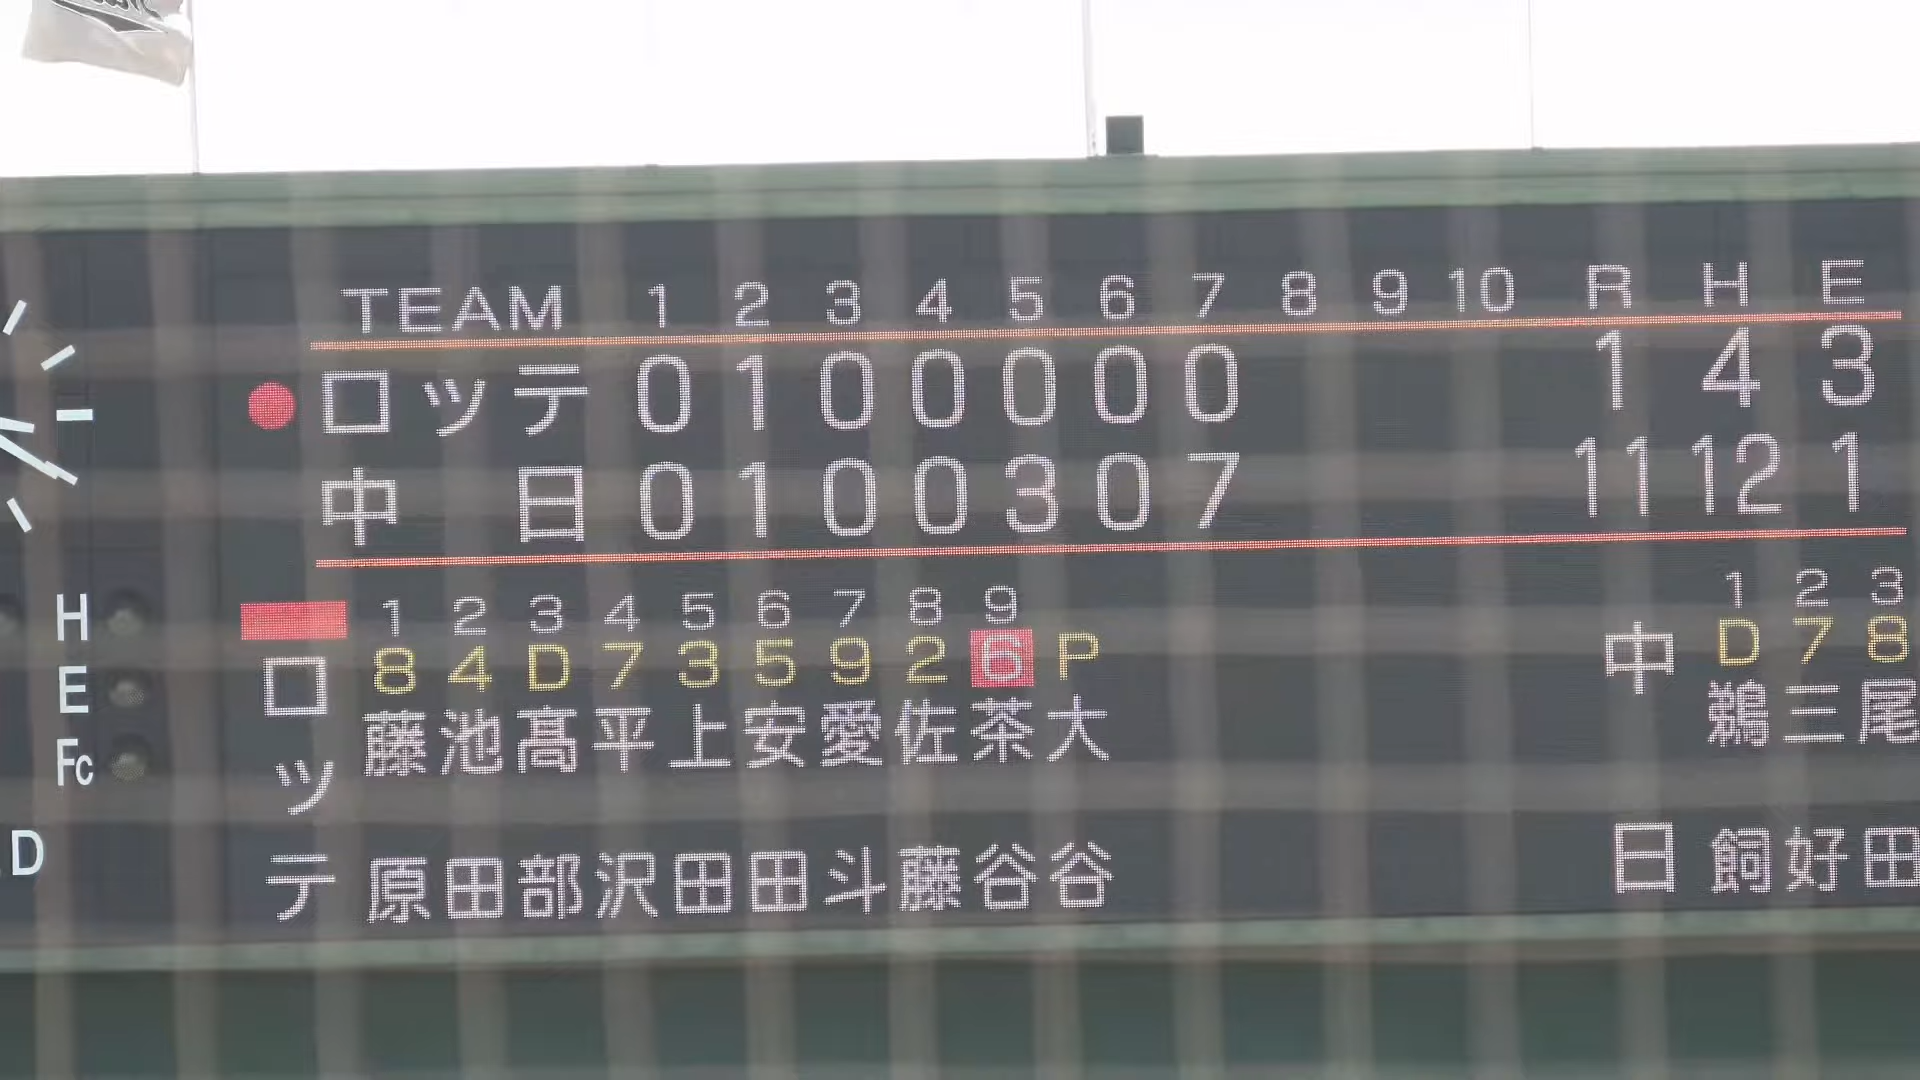 TEAM 1 2 3 4 5 6 7 8 9 10 R H E
ロッテ 0 1 0 0 0 0 0 1 4 3
中日 0 1 0 0 3 0 7 11 12 1
1 2 3 4 5 6 7 8 9 1 2 3
8 4 D 7 3 5 9 2 6 P D 7 8
ロッテ 藤原 池田 髙部 平沢 上田 安田 愛斗 佐藤 茶谷 大谷
中日 鵜飼 三好 尾田
H
E
Fc
D